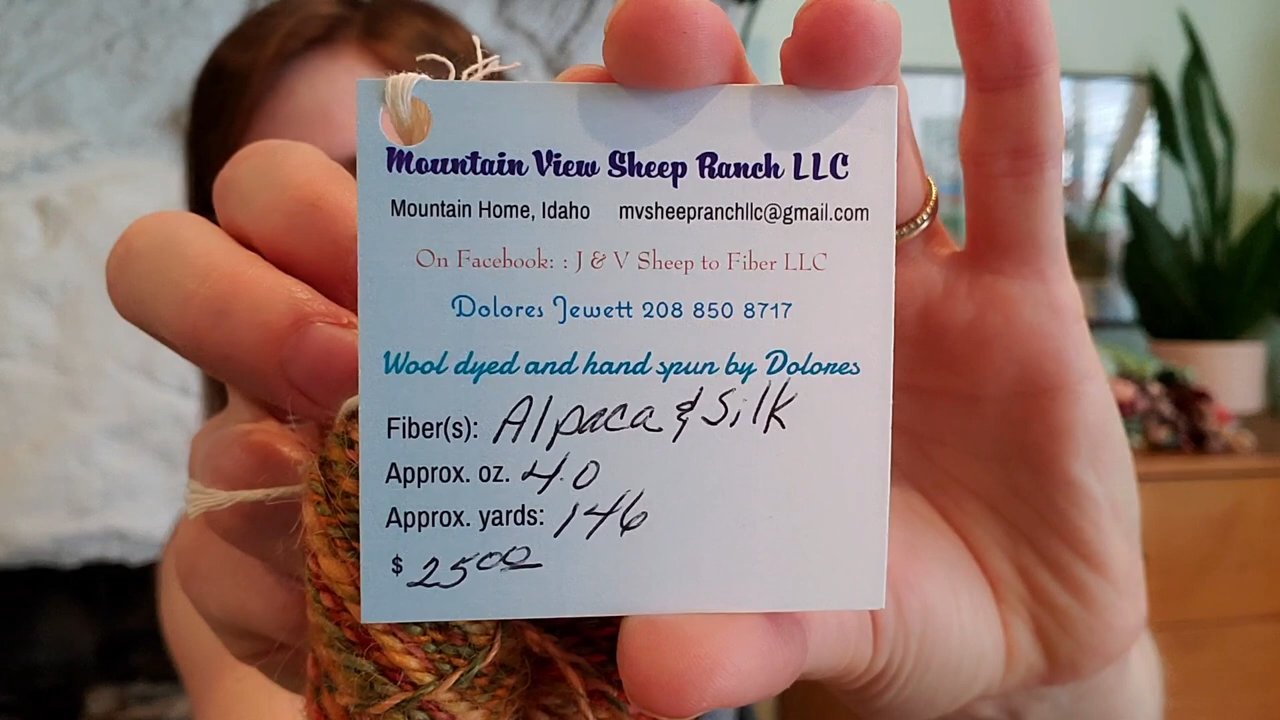 Mountain View Sheep Ranch LLC
Mountain Home, Idaho mvsheepranchllc@gmail.com
On Facebook: : J & V Sheep to Fiber LLC
Dolores Jewett 208 850 8717
Wool dyed and hand spun by Dolores
Fiber(s): Alpaca & Silk
Approx. oz. 4.0
Approx. yards: 146
$ 25.00